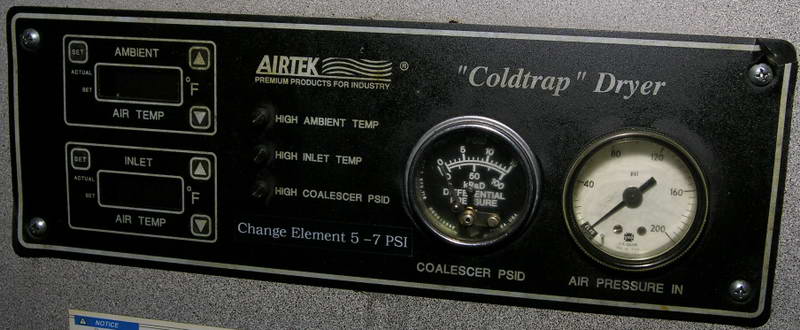 SET
AMBIENT
ACTUAL
SET
°F
AIR TEMP
SET
INLET
ACTUAL
SET
°F
AIR TEMP
AIRTEK ®
PREMIUM PRODUCTS FOR INDUSTRY
HIGH AMBIENT TEMP
HIGH INLET TEMP
HIGH COALESCER PSID
Change Element 5 -7 PSI
"Coldtrap" Dryer
0 5 10
50 100
DIFFERENTIAL
PRESSURE
COALESCER PSID
40 80 120 160 200
PSI
AIR PRESSURE IN
NOTICE